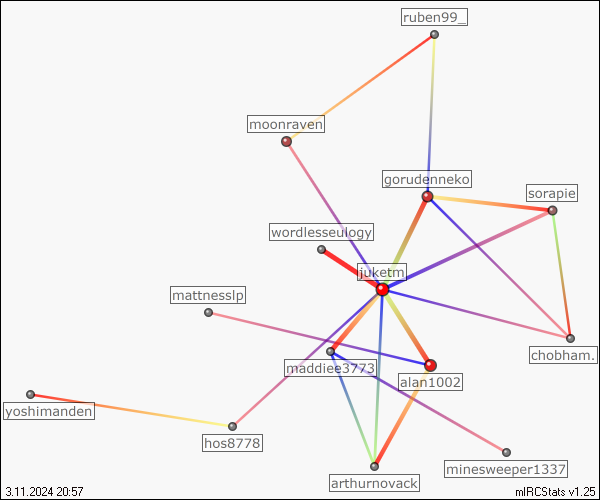 ruben99_
moonraven
gorudenneko
sorapie
wordlesseulogy
juketm
mattnesslp
chobham.
maddiee3773
alan1002
yoshimanden
hos8778
minesweeper1337
arthurnovack
3.11.2024 20:57
mIRCStats v1.25